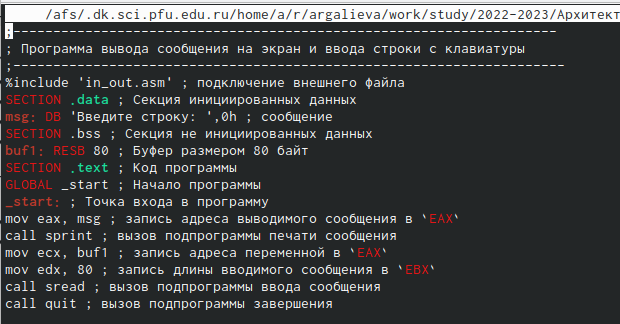 /afs/.dk.sci.pfu.edu.ru/home/a/r/argalieva/work/study/2022-2023/Архитект
;--------------------------------------------------------------------
; Программа вывода сообщения на экран и ввода строки с клавиатуры
;---------------------------------------------------------------------
%include 'in_out.asm' ; подключение внешнего файла
SECTION .data ; Секция инициированных данных
msg: DB 'Введите строку: ',0h ; сообщение
SECTION .bss ; Секция не инициированных данных
buf1: RESB 80 ; Буфер размером 80 байт
SECTION .text ; Код программы
GLOBAL _start ; Начало программы
_start: ; Точка входа в программу
mov eax, msg ; запись адреса выводимого сообщения в `EAX`
call sprint ; вызов подпрограммы печати сообщения
mov ecx, buf1 ; запись адреса переменной в `EAX`
mov edx, 80 ; запись длины вводимого сообщения в `EBX`
call sread ; вызов подпрограммы ввода сообщения
call quit ; вызов подпрограммы завершения